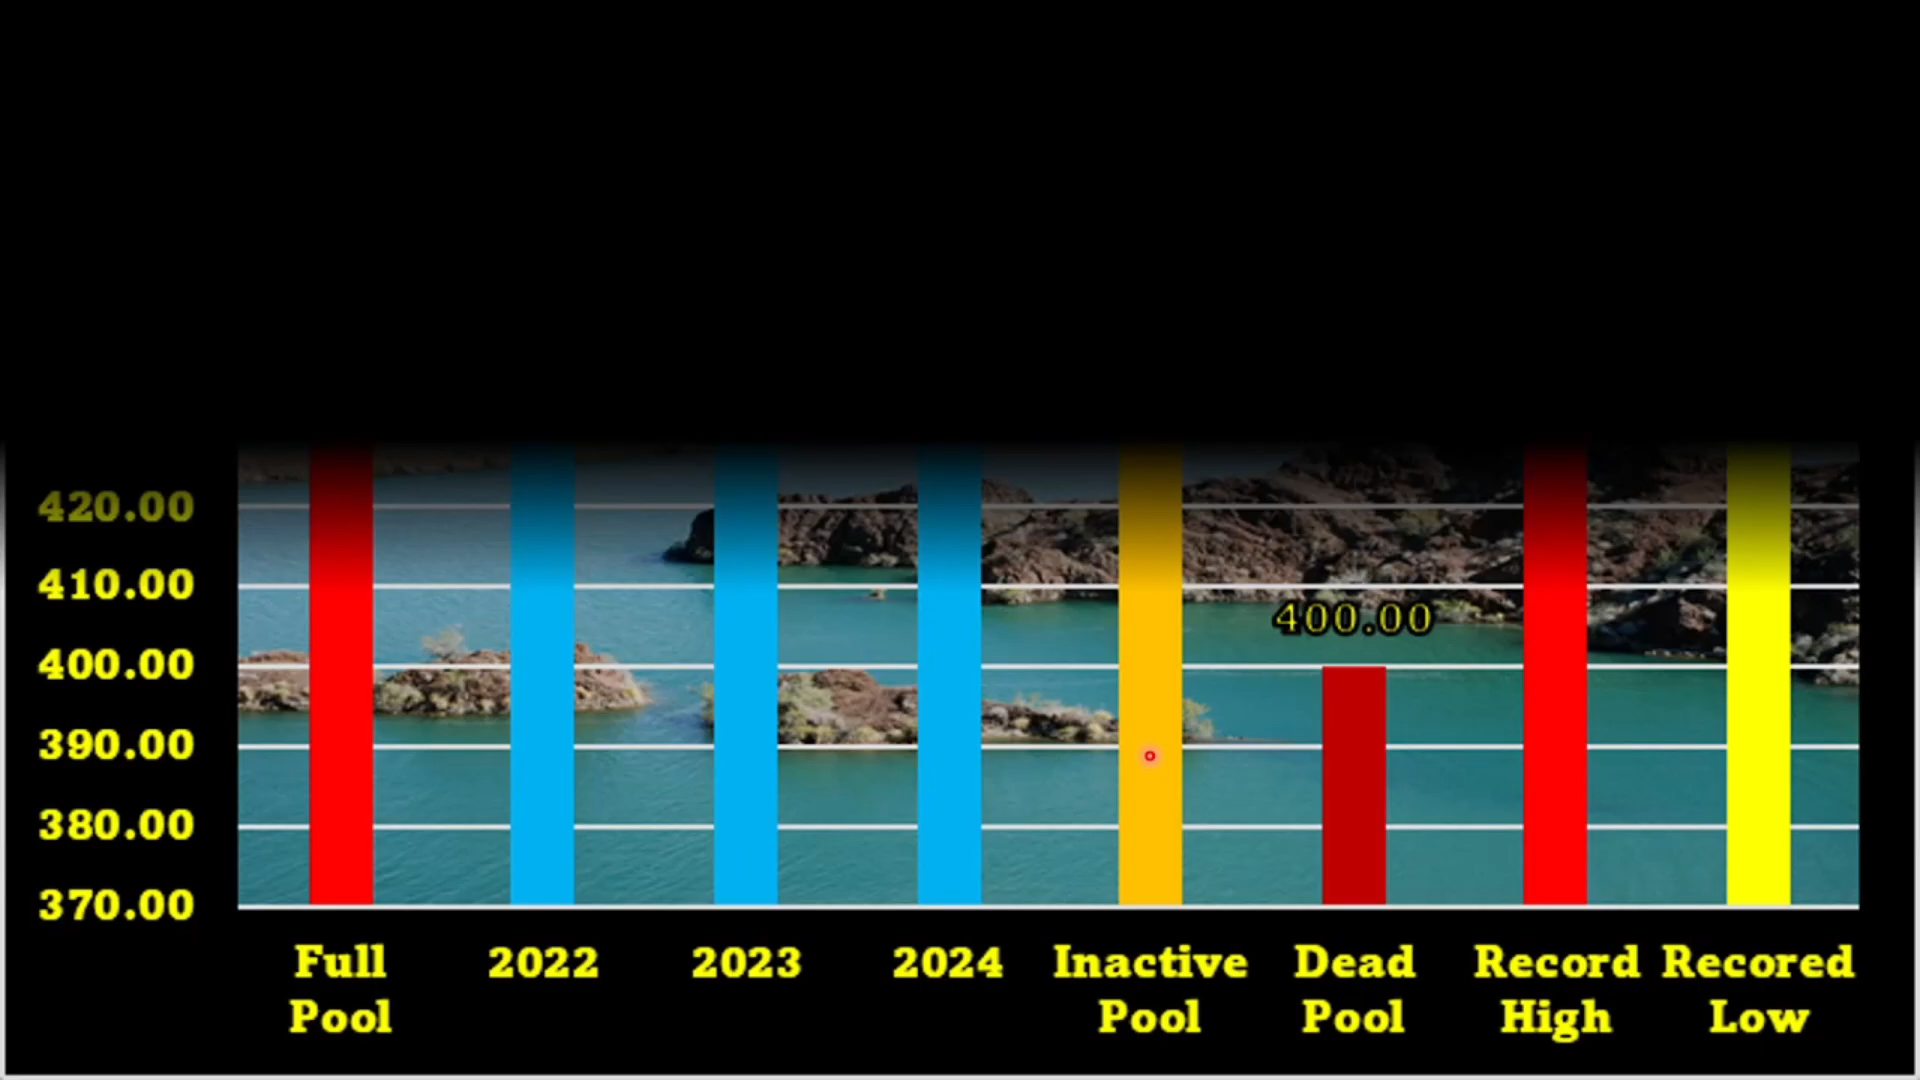 420.00
410.00
400.00
400.00
390.00
380.00
370.00
Full Pool
2022
2023
2024
Inactive Pool
Dead Pool
Record High
Recored Low